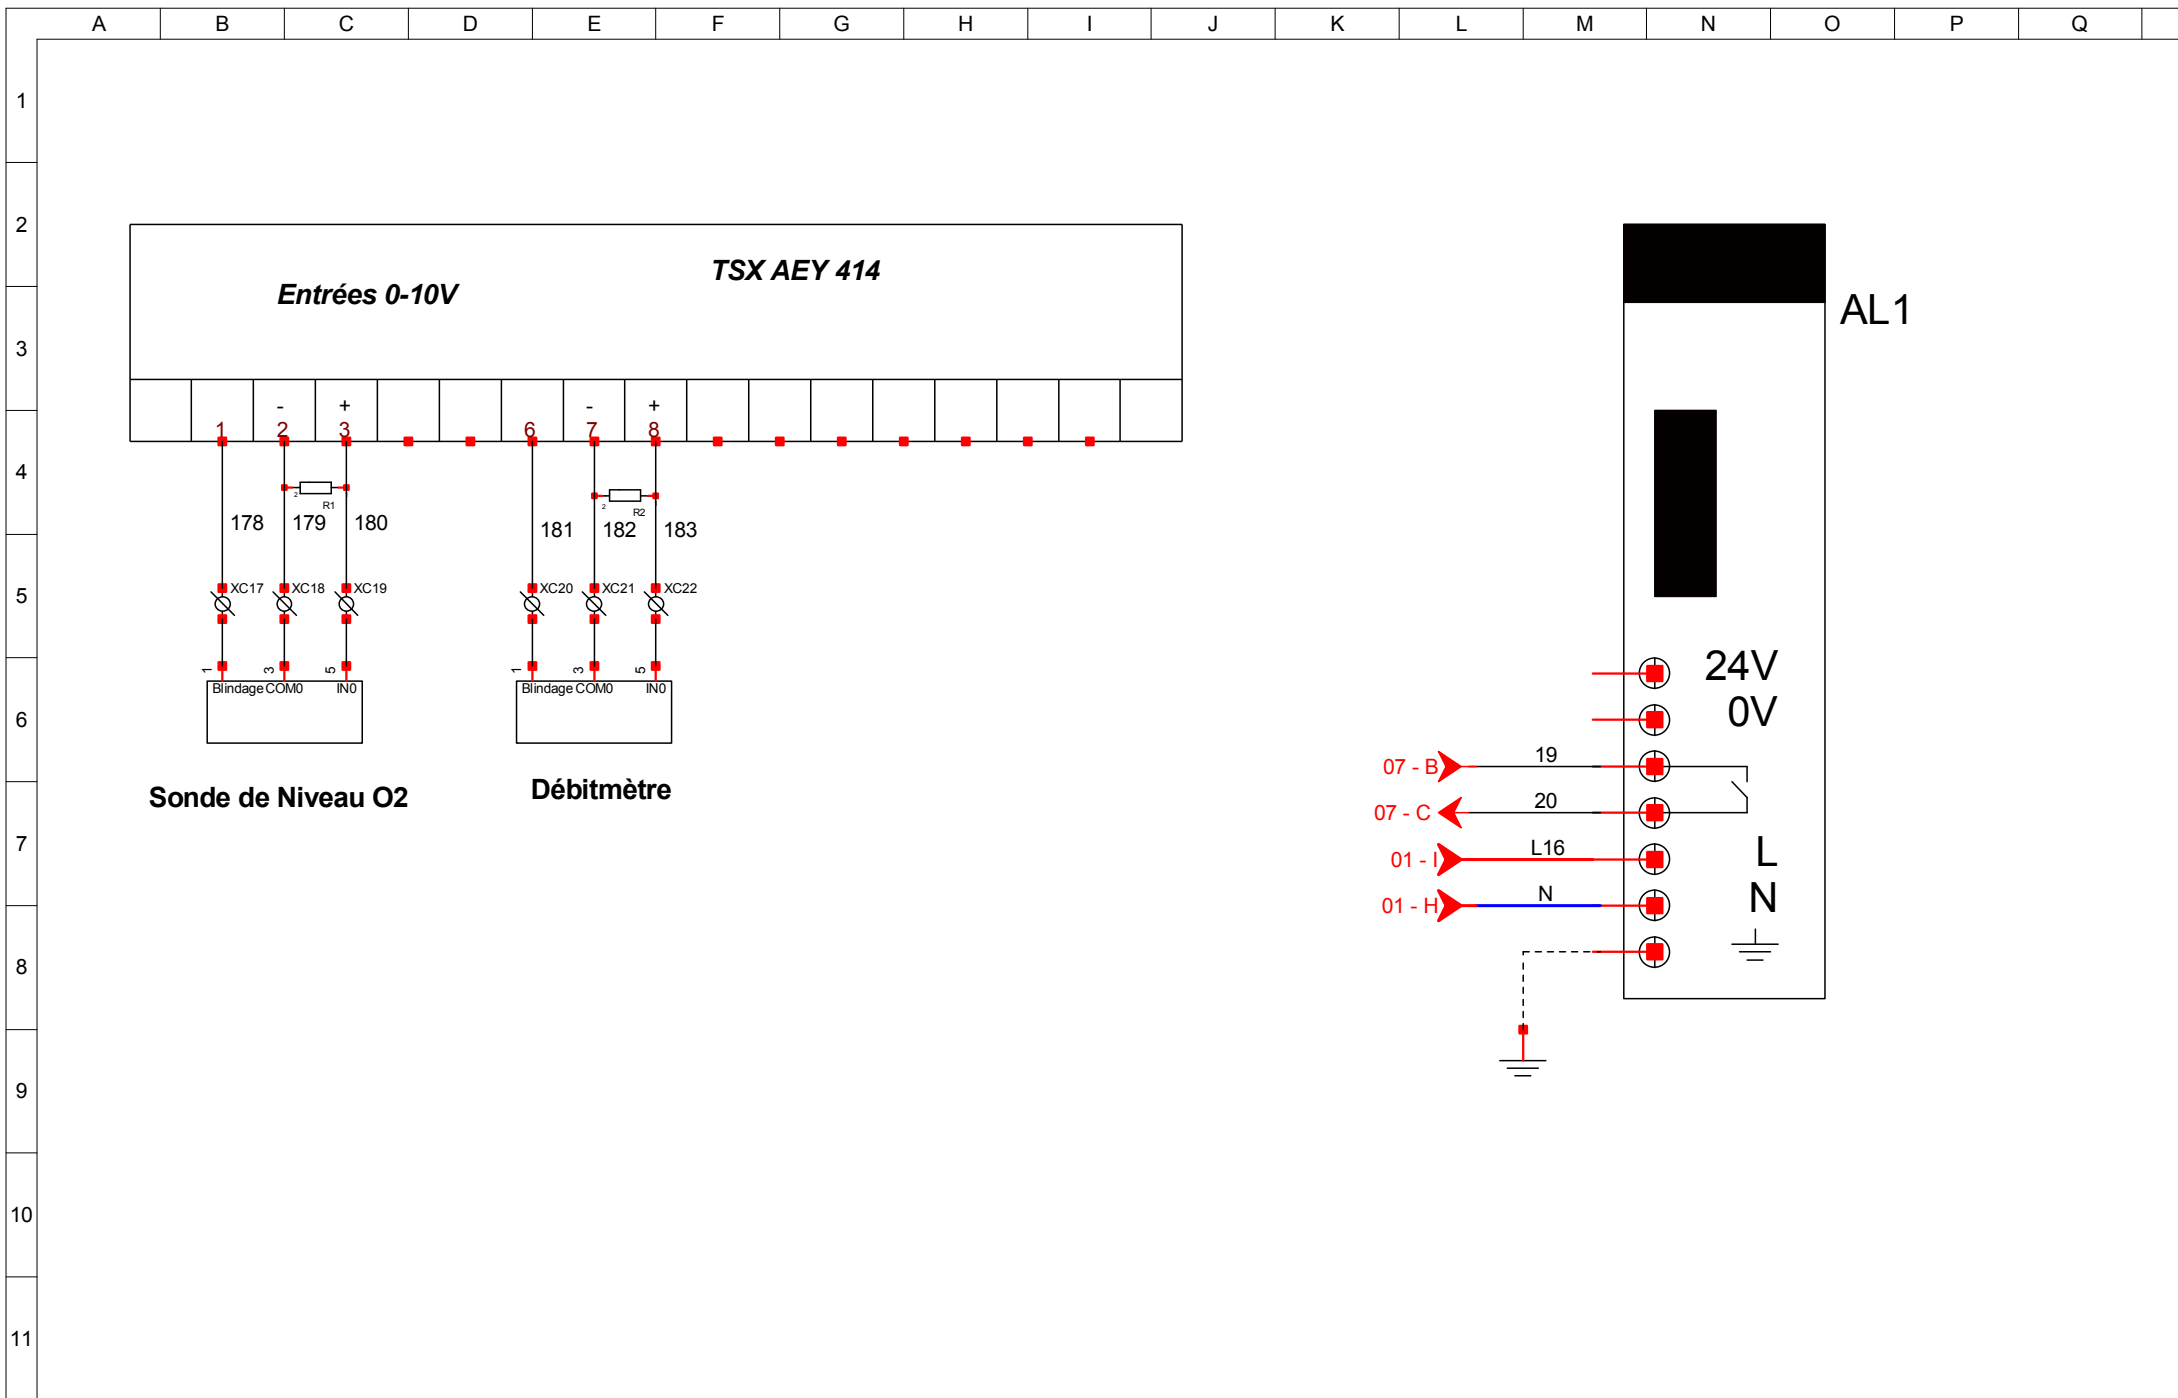 A B C D E F G H I J K L M N O P Q
1
2
3
4
5
6
7
8
9
10
11
TSX AEY 414
Entrées 0-10V
- + - +
1 2 3 6 7 8
2 R1
2 R2
178 179 180
181 182 183
XC17 XC18 XC19 XC20 XC21 XC22
1 3 5 1 3 5
Blindage COM0 IN0
Blindage COM0 IN0
Sonde de Niveau O2
Débitmètre
AL1
24V
0V
07 - B 19
07 - C 20
01 - I L16 L
01 - H N N